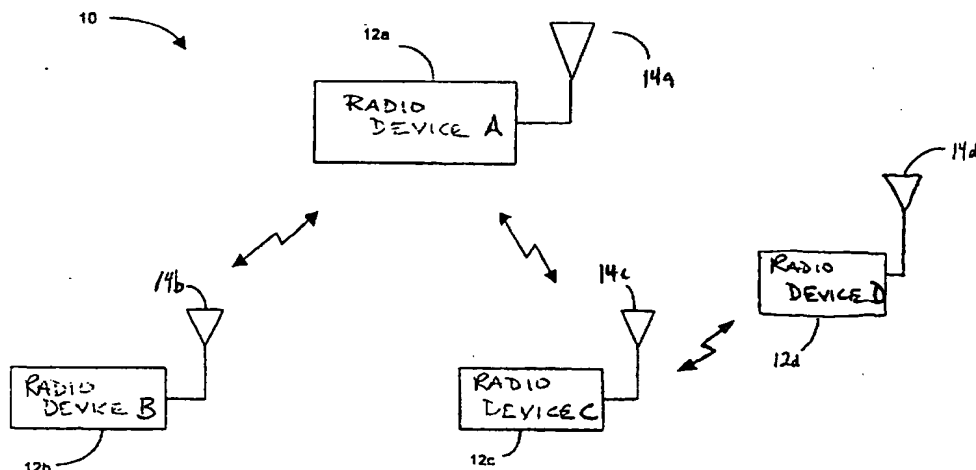 10
12a
14a
RADIO
DEVICE A
14d
RADIO
DEVICE D
12d
14b
14c
RADIO
DEVICE B
12b
RADIO
DEVICE C
12c